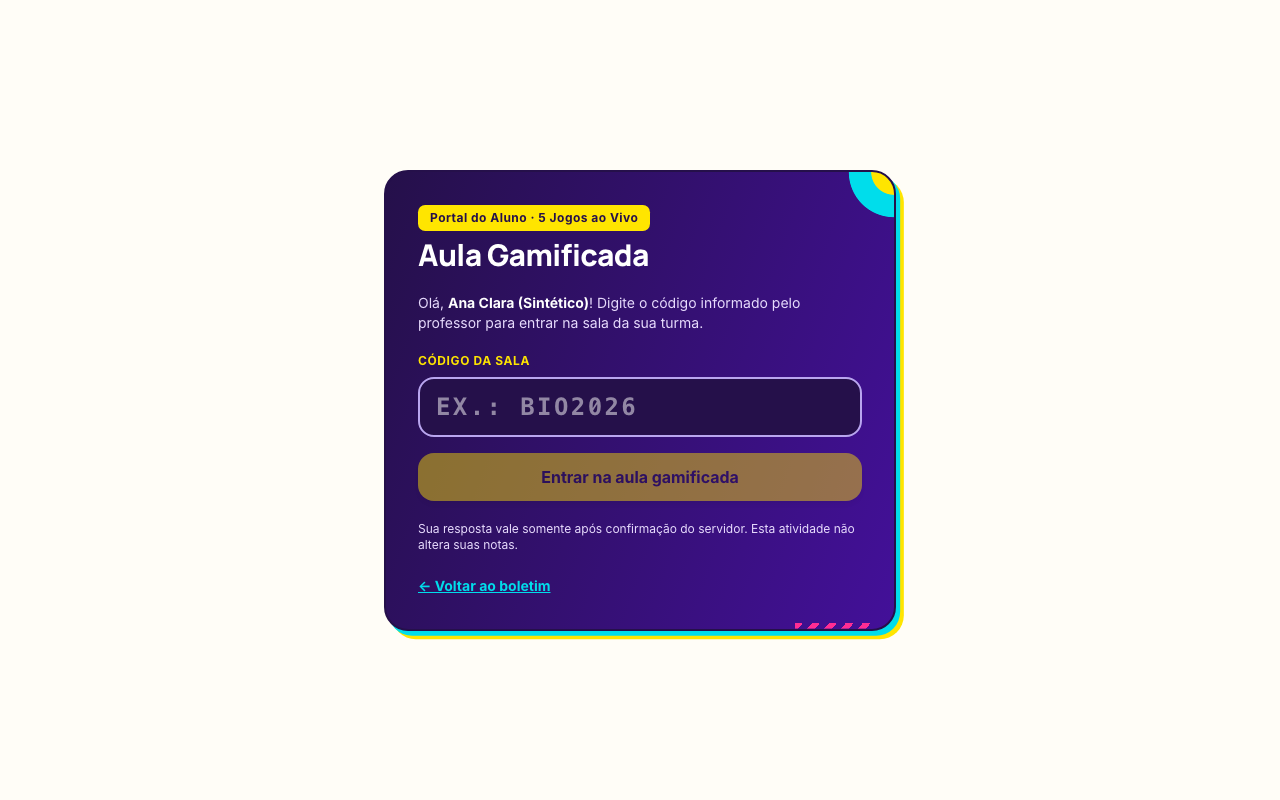 Portal do Aluno · 5 Jogos ao Vivo
Aula Gamificada
Olá, Ana Clara (Sintético)! Digite o código informado pelo
professor para entrar na sala da sua turma.
CÓDIGO DA SALA
EX.: BIO2026
Entrar na aula gamificada
Sua resposta vale somente após confirmação do servidor. Esta atividade não
altera suas notas.
← Voltar ao boletim